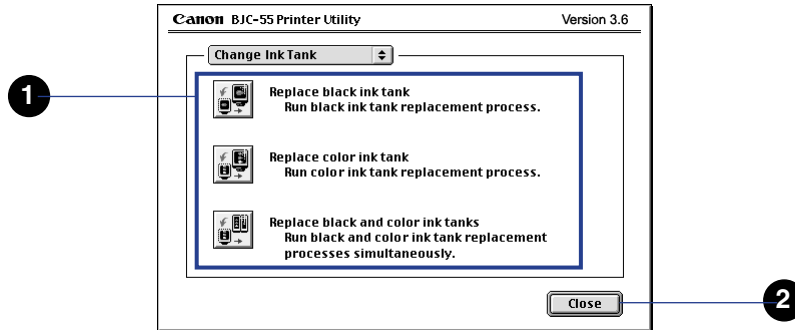 Canon BJC-55 Printer Utility Version 3.6
Change Ink Tank
1
Replace black ink tank
Run black ink tank replacement process.
Replace color ink tank
Run color ink tank replacement process.
Replace black and color ink tanks
Run black and color ink tank replacement
processes simultaneously.
Close
2